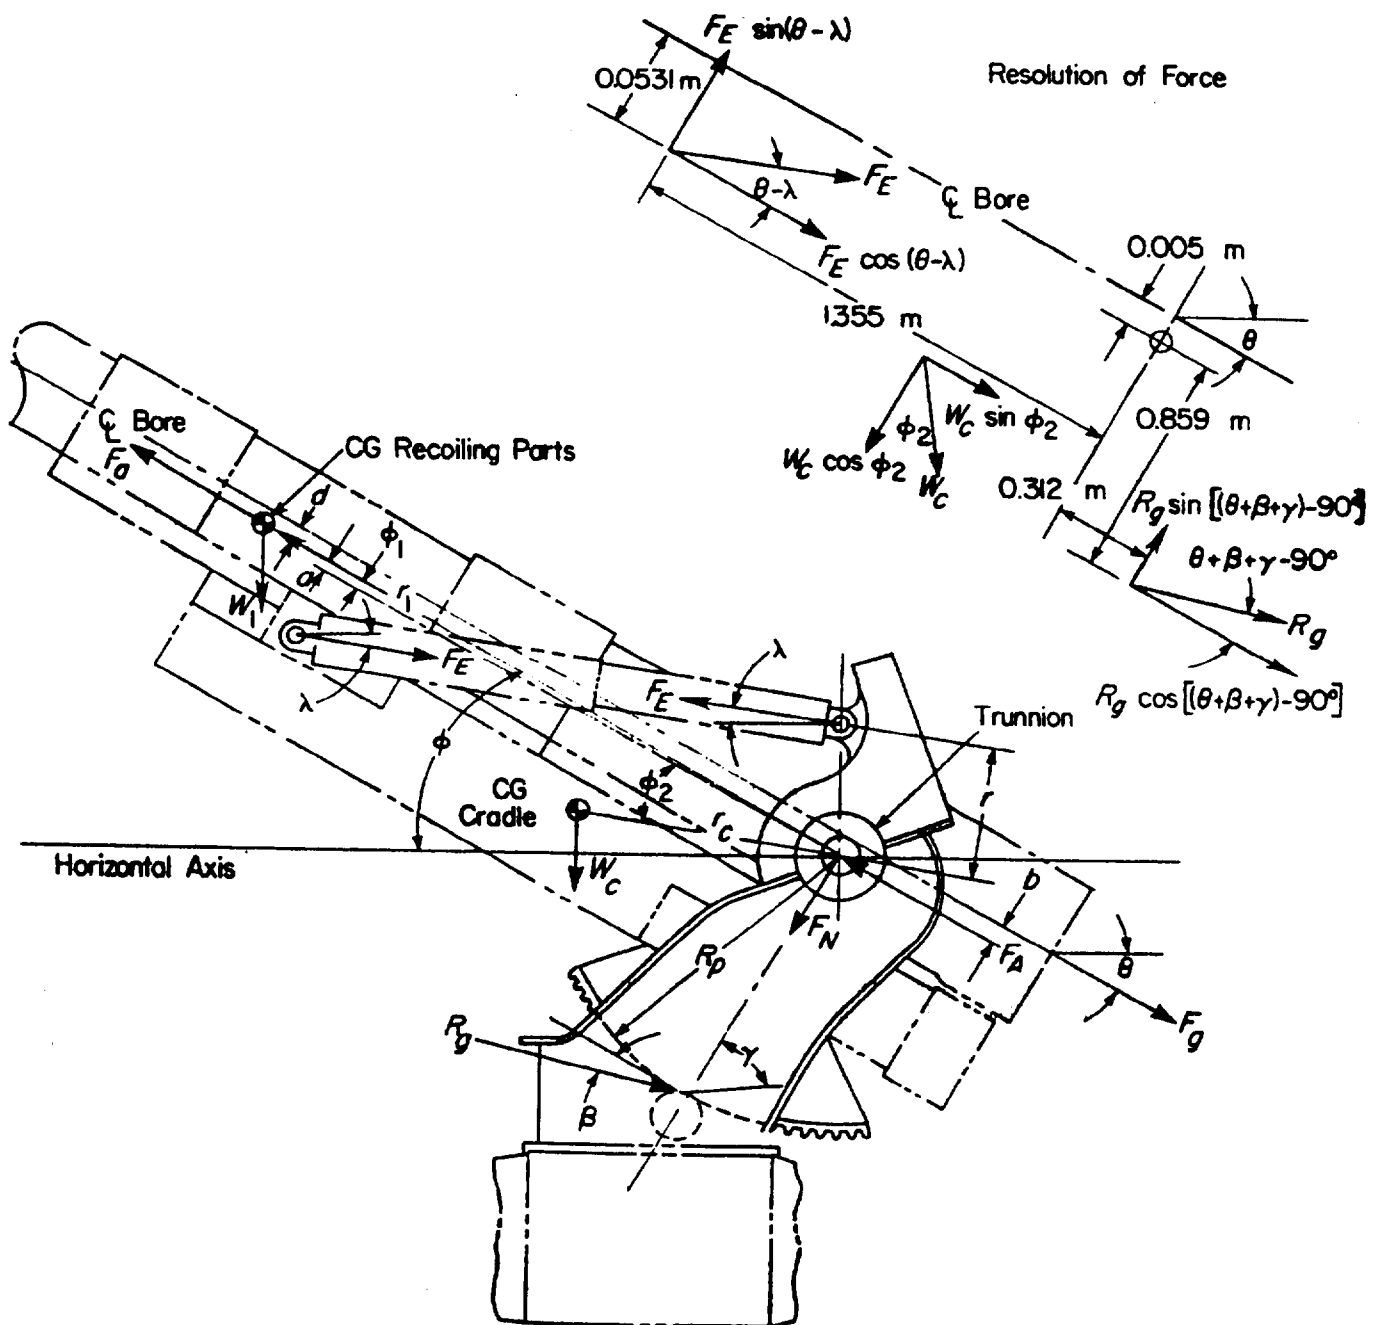 F_E sin(θ-λ)
Resolution of Force
0.0531 m
F_E
θ-λ
℄ Bore
F_E cos(θ-λ)
0.005 m
1.355 m
θ
W_C sin ϕ_2
ϕ_2
0.859 m
W_C cos ϕ_2
W_C
0.312 m
R_g sin [(θ+β+γ)-90°]
θ+β+γ-90°
R_g
R_g cos [(θ+β+γ)-90°]
℄ Bore
F_a
CG Recoiling Parts
d
ϕ_1
a
r_1
W_1
F_E
λ
λ
F_E
Trunnion
ϕ
ϕ_2
CG
Cradle
r
r_C
Horizontal Axis
W_C
b
F_N
R_p
F_A
θ
F_g
R_g
γ
β